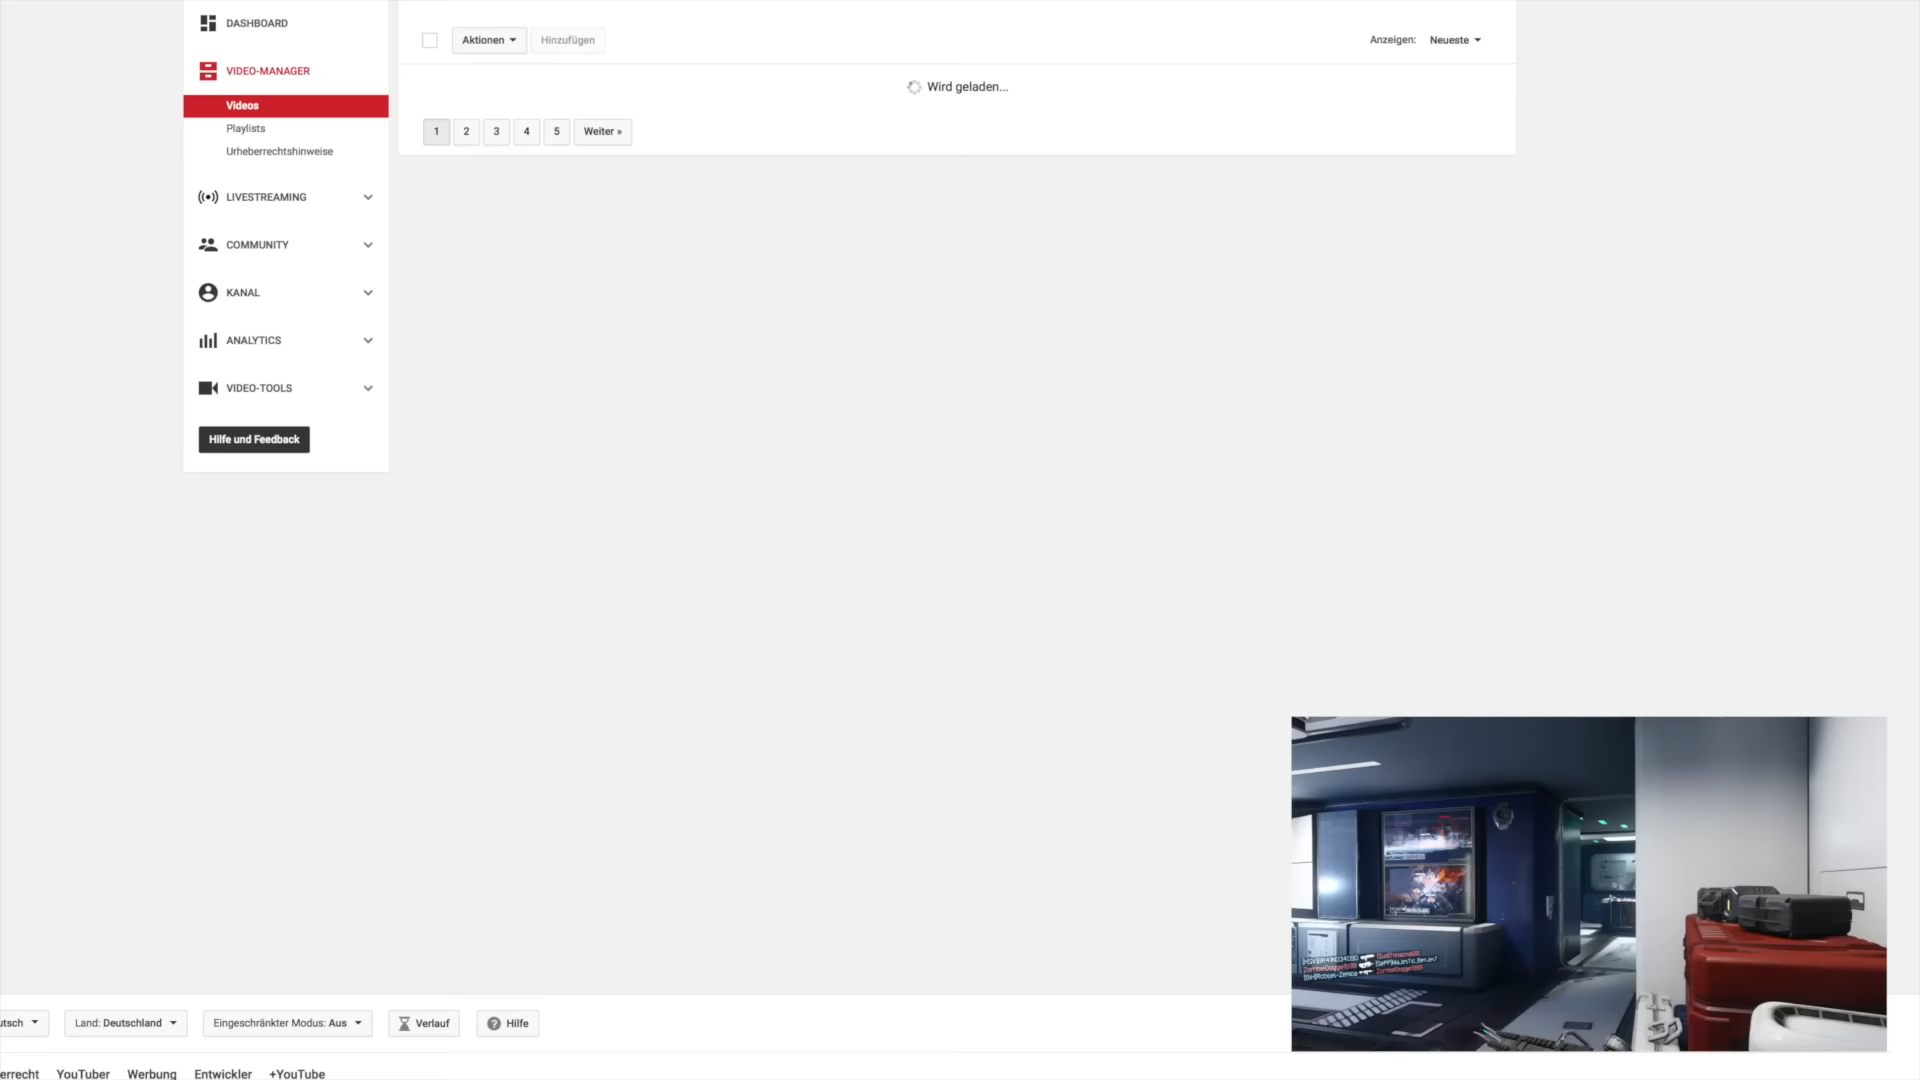 DASHBOARD
VIDEO-MANAGER
Videos
Playlists
Urheberrechtshinweise
LIVESTREAMING
COMMUNITY
KANAL
ANALYTICS
VIDEO-TOOLS
Hilfe und Feedback
Aktionen Hinzufügen Anzeigen: Neueste
Wird geladen...
1 2 3 4 5 Weiter »
utsch Land: Deutschland Eingeschränkter Modus: Aus Verlauf Hilfe
errecht YouTuber Werbung Entwickler +YouTube